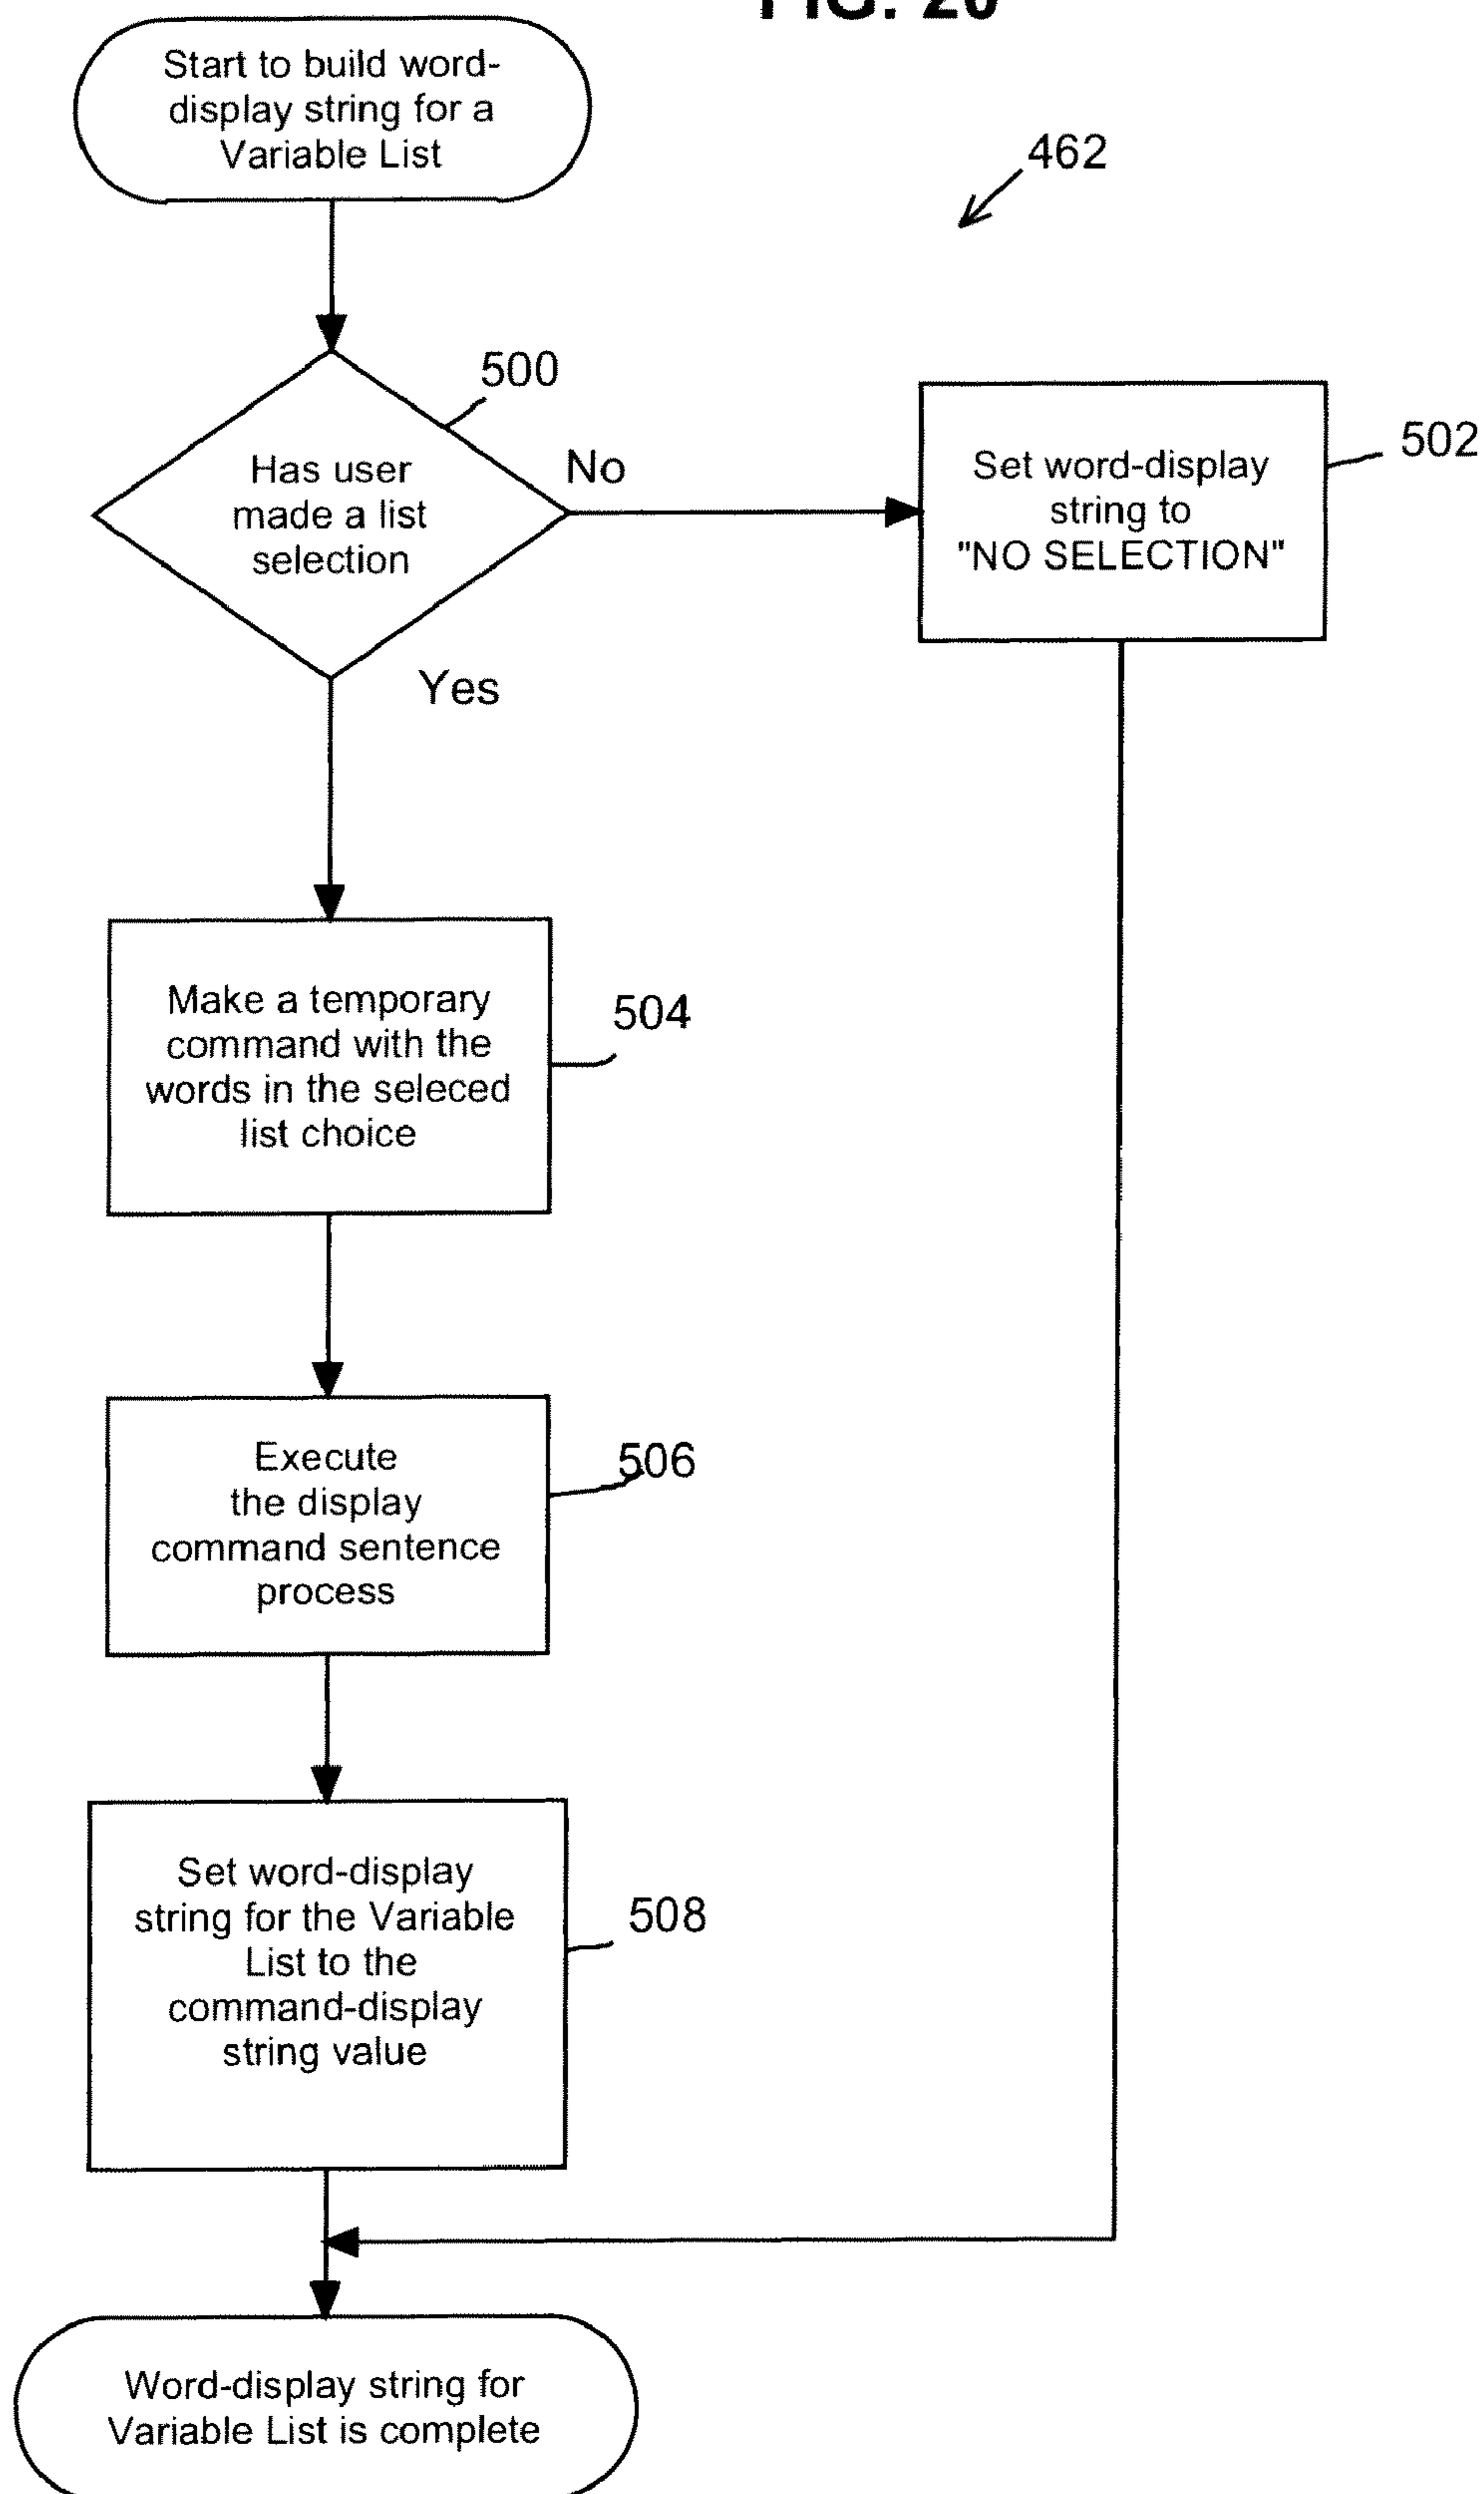 FIG. 20
Start to build word-
display string for a
Variable List
462
500
Has user
made a list
selection
No
Yes
Set word-display
string to
"NO SELECTION"
502
Make a temporary
command with the
words in the seleced
list choice
504
Execute
the display
command sentence
process
506
Set word-display
string for the Variable
List to the
command-display
string value
508
Word-display string for
Variable List is complete